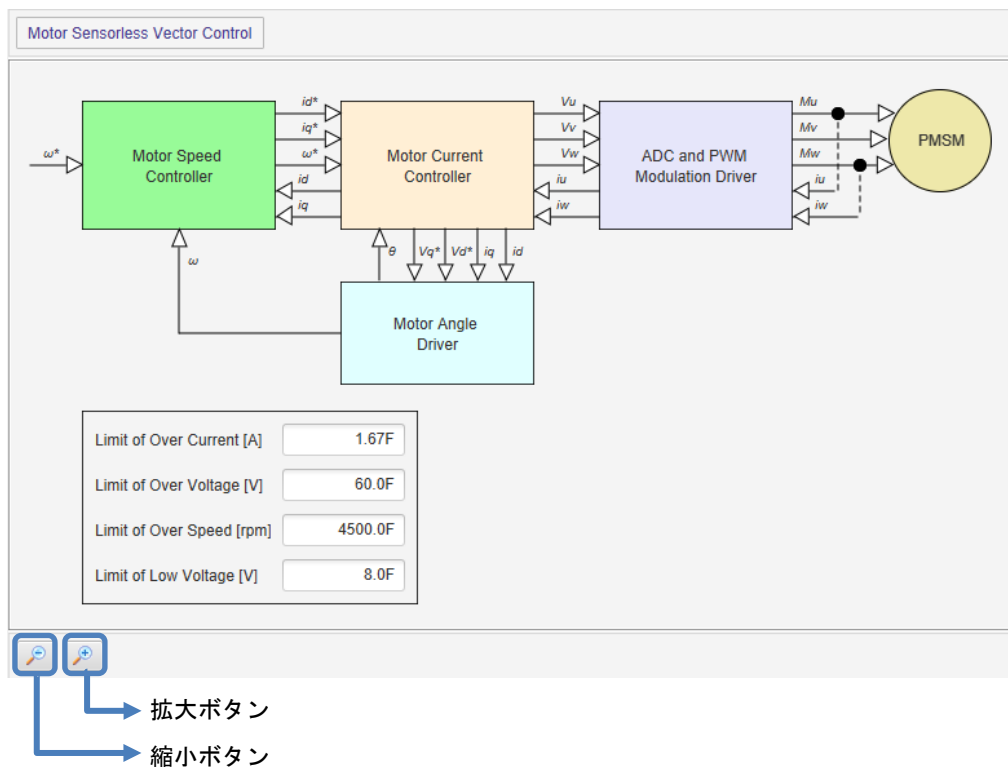 Motor Sensorless Vector Control
ω*
Motor Speed
Controller
id*
iq*
ω*
id
iq
Motor Current
Controller
Vu
Vv
Vw
iu
iw
ADC and PWM
Modulation Driver
Mu
Mv
Mw
iu
iw
PMSM
ω
θ
Vq*
Vd*
iq
id
Motor Angle
Driver
Limit of Over Current [A] 1.67F
Limit of Over Voltage [V] 60.0F
Limit of Over Speed [rpm] 4500.0F
Limit of Low Voltage [V] 8.0F
拡大ボタン
縮小ボタン